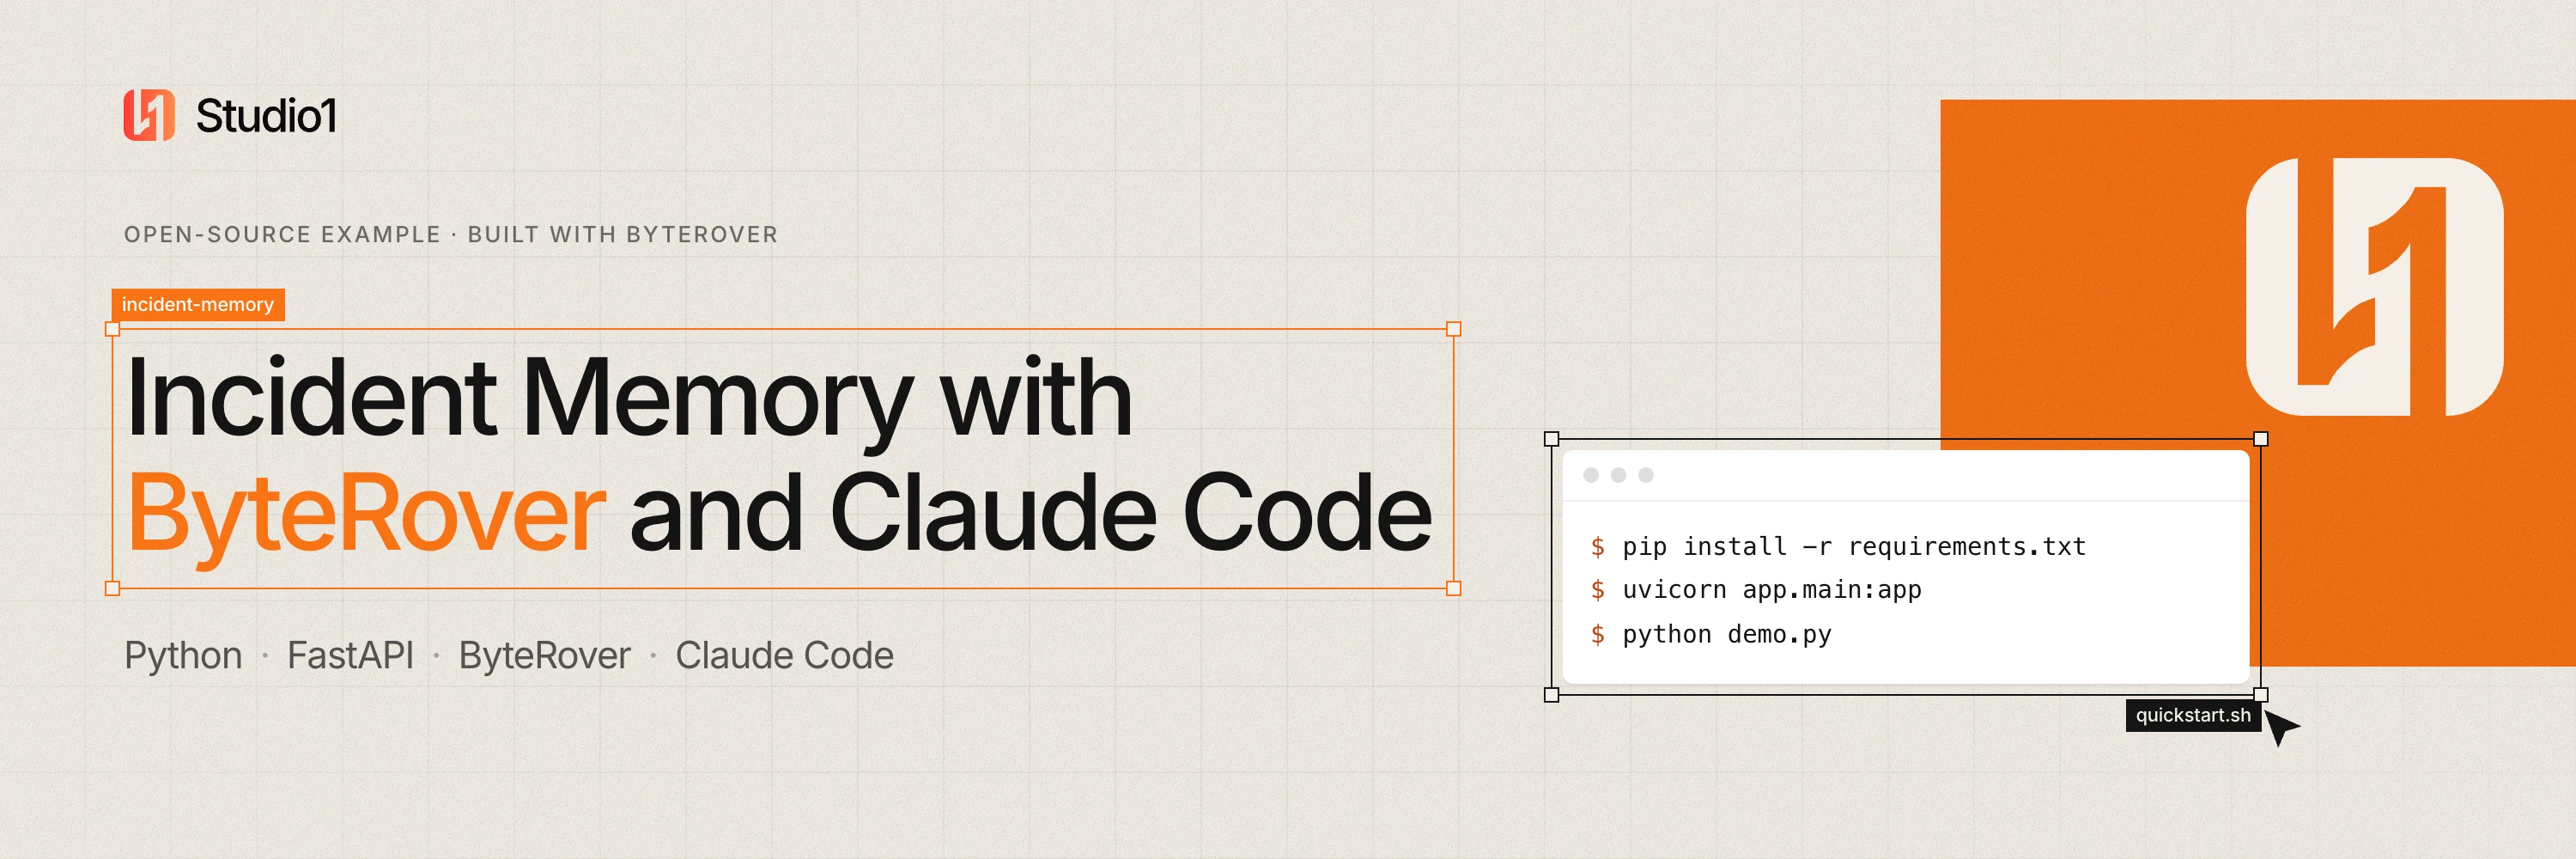 Studio1
OPEN-SOURCE EXAMPLE · BUILT WITH BYTEROVER
incident-memory
Incident Memory with
ByteRover and Claude Code
Python · FastAPI · ByteRover · Claude Code
$ pip install -r requirements.txt
$ uvicorn app.main:app
$ python demo.py
quickstart.sh